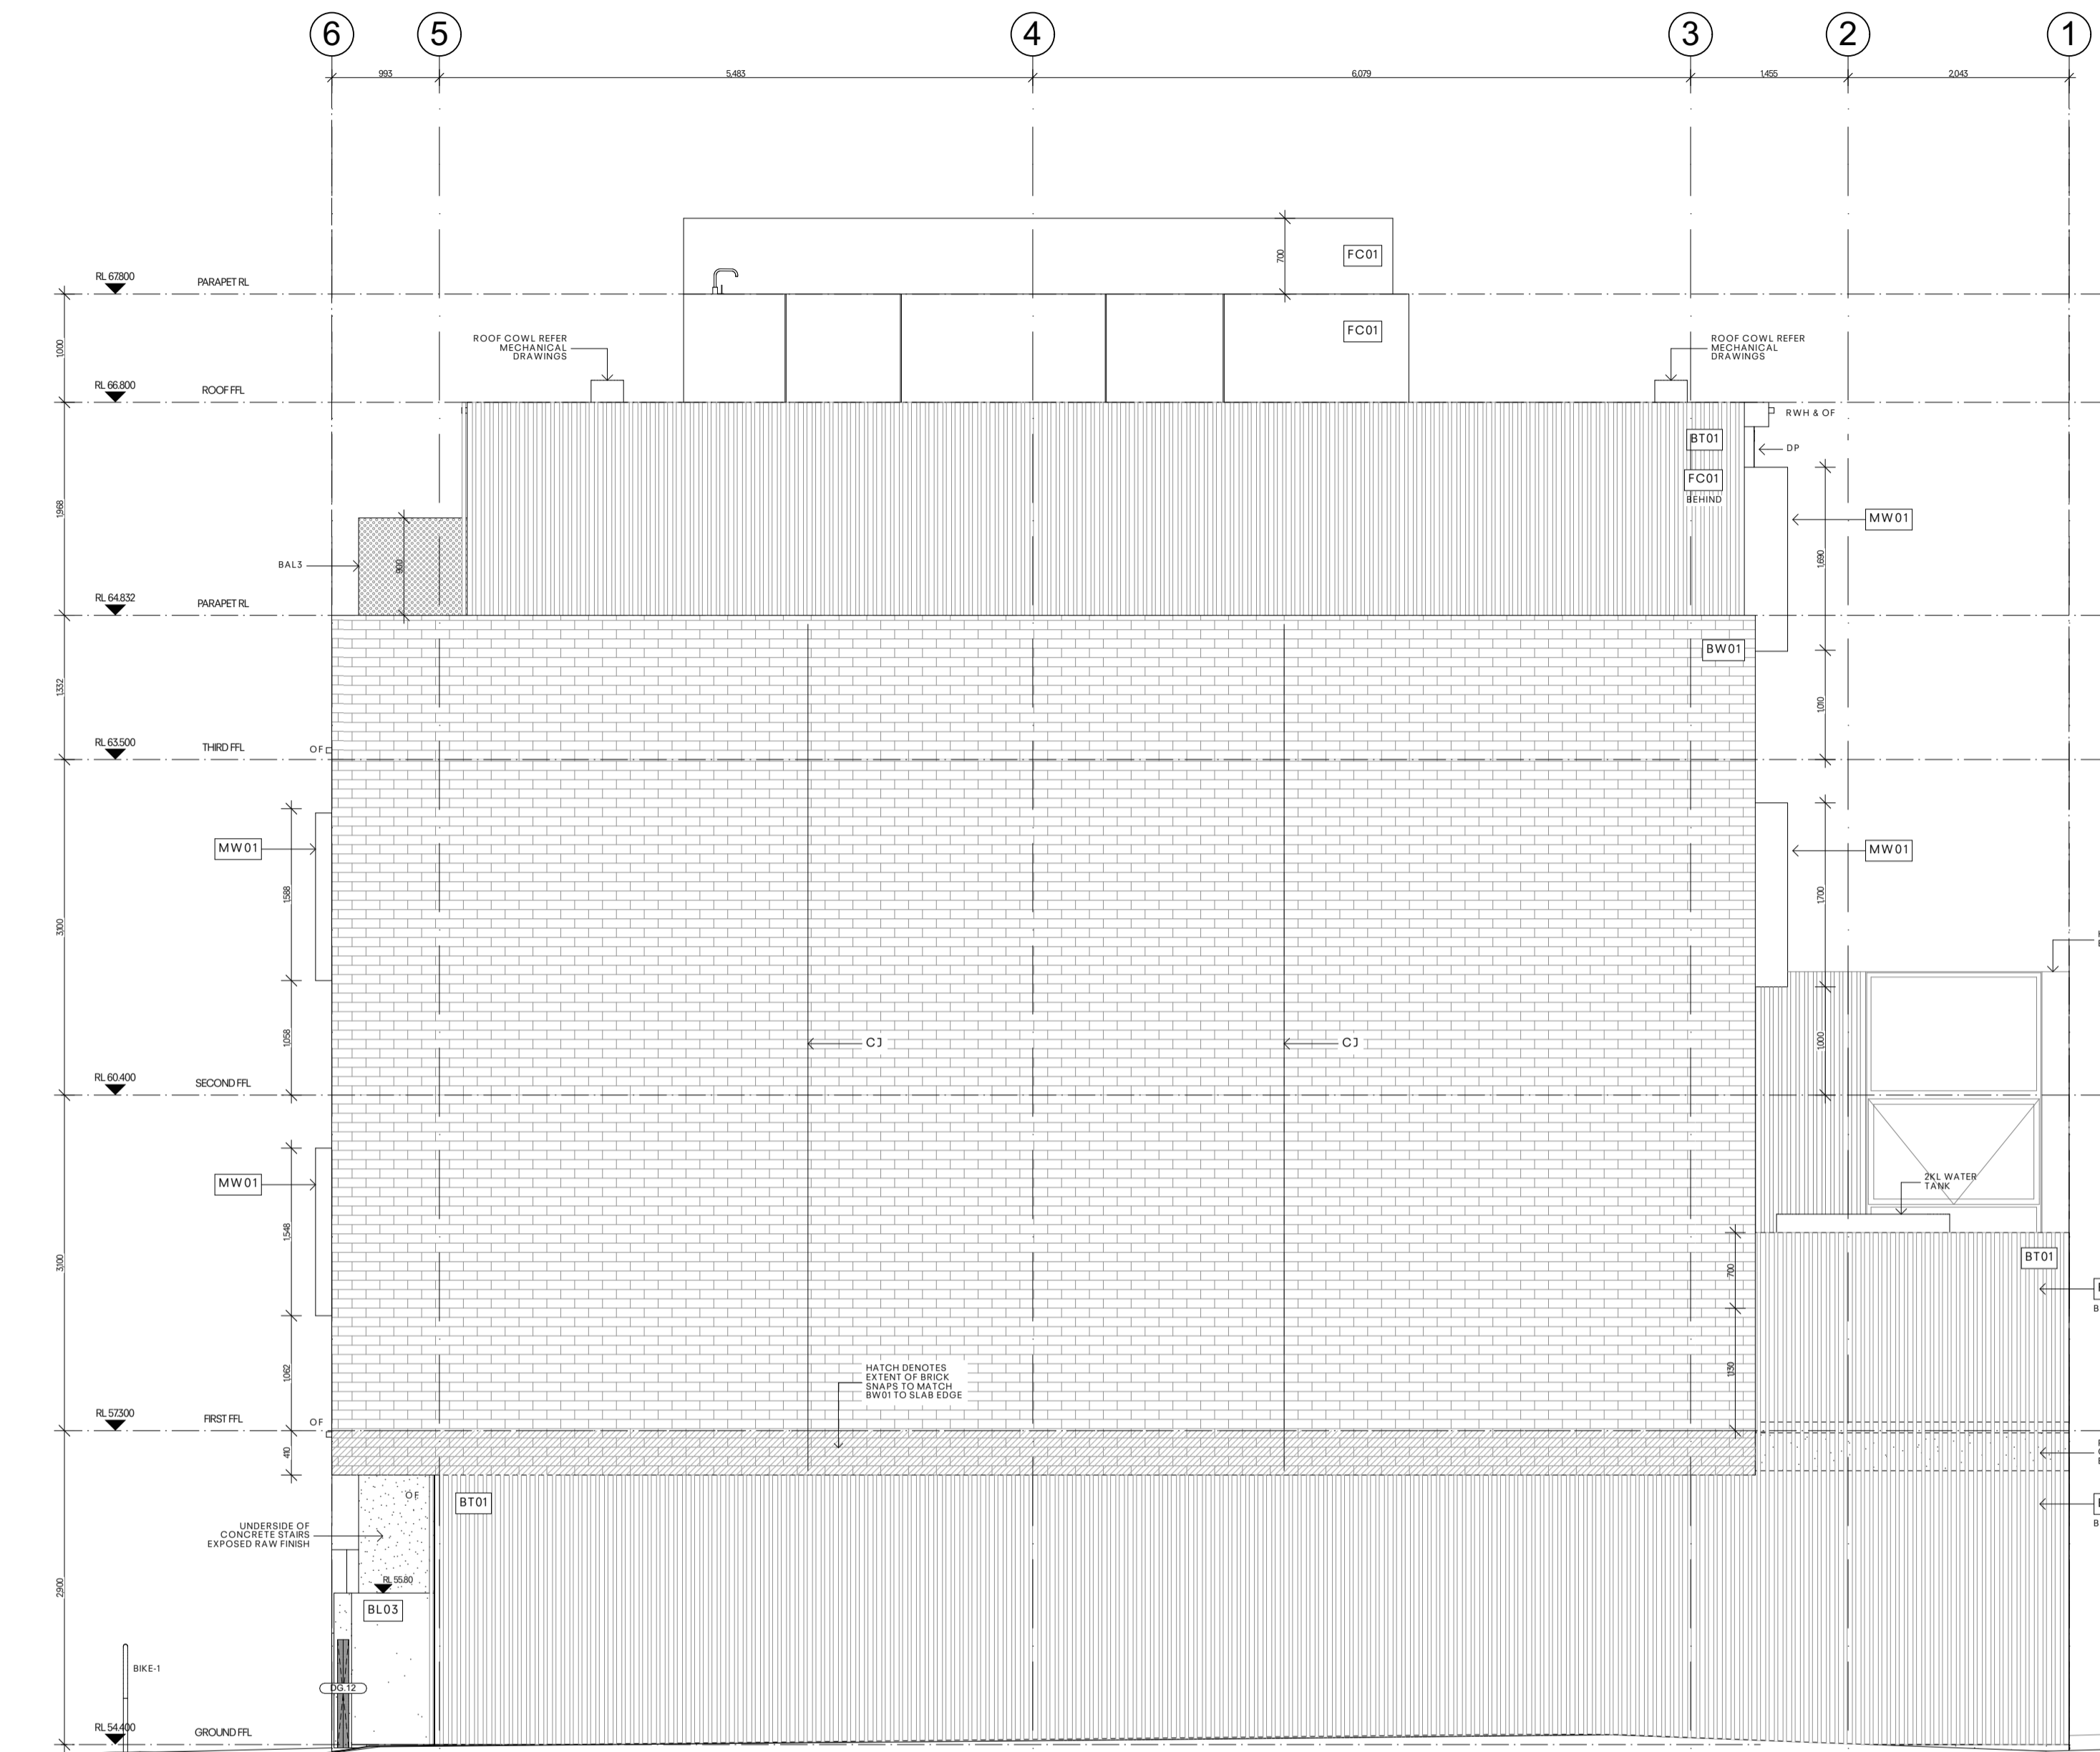 6
5
4
3
2
1
993
5,483
6,079
1,455
2,043
700
FC01
RL 67.800
PARAPET RL
FC01
ROOF COWL REFER
MECHANICAL
DRAWINGS
ROOF COWL REFER
MECHANICAL
DRAWINGS
1,000
RL 66.800
ROOF FFL
RWH & OF
BT01
DP
FC01
BEHIND
1,968
MW01
BAL3
900
1,690
RL 64.832
PARAPET RL
BW01
1,332
1,010
RL 63.500
THIRD FFL
OF
MW01
MW01
1,588
1,700
3,100
1,058
CJ
CJ
1,000
RL 60.400
SECOND FFL
MW01
2KL WATER
TANK
1,548
3,100
700
BT01
1,062
1,130
HATCH DENOTES
EXTENT OF BRICK
SNAPS TO MATCH
BW01 TO SLAB EDGE
RL 57.300
FIRST FFL
OF
410
OF
BT01
UNDERSIDE OF
CONCRETE STAIRS
EXPOSED RAW FINISH
RL 55.80
2,900
BL03
BIKE-1
DG.12
RL 54.400
GROUND FFL